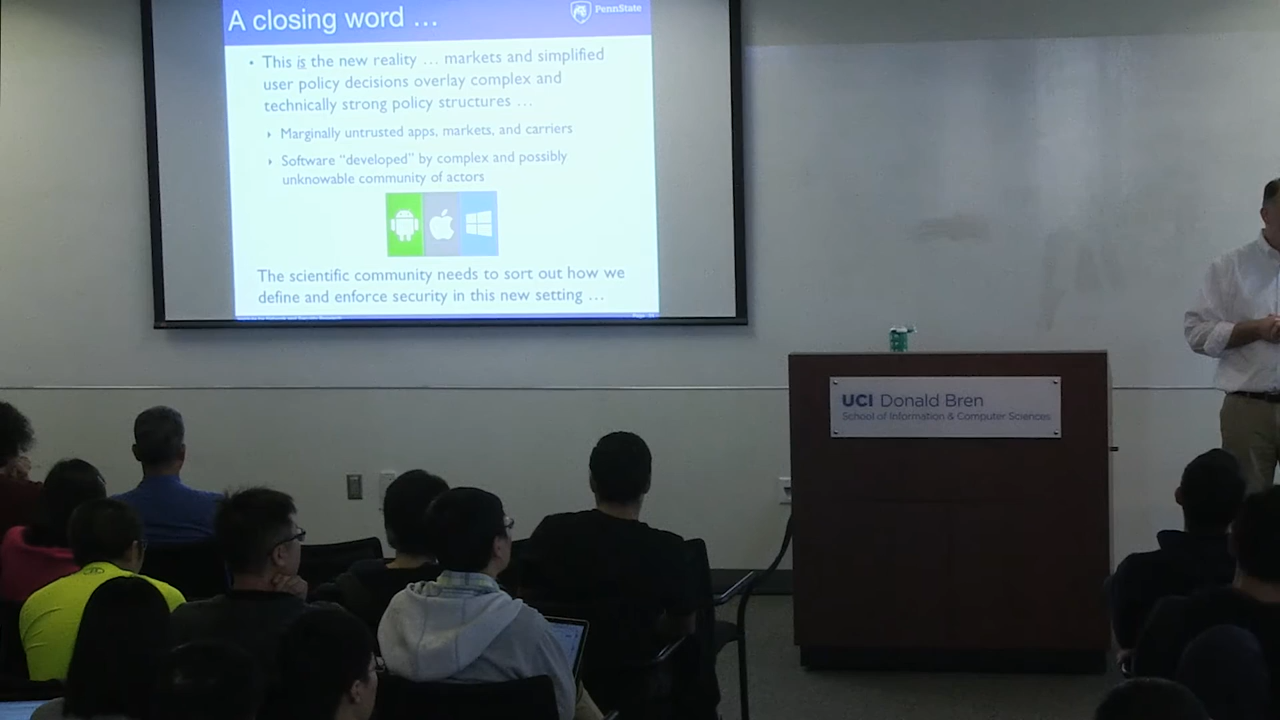 A closing word …
PennState
• This is the new reality … markets and simplified
user policy decisions overlay complex and
technically strong policy structures …
‣ Marginally untrusted apps, markets, and carriers
‣ Software “developed” by complex and possibly
unknowable community of actors
The scientific community needs to sort out how we
define and enforce security in this new setting …
Page
UCI Donald Bren
School of Information & Computer Sciences